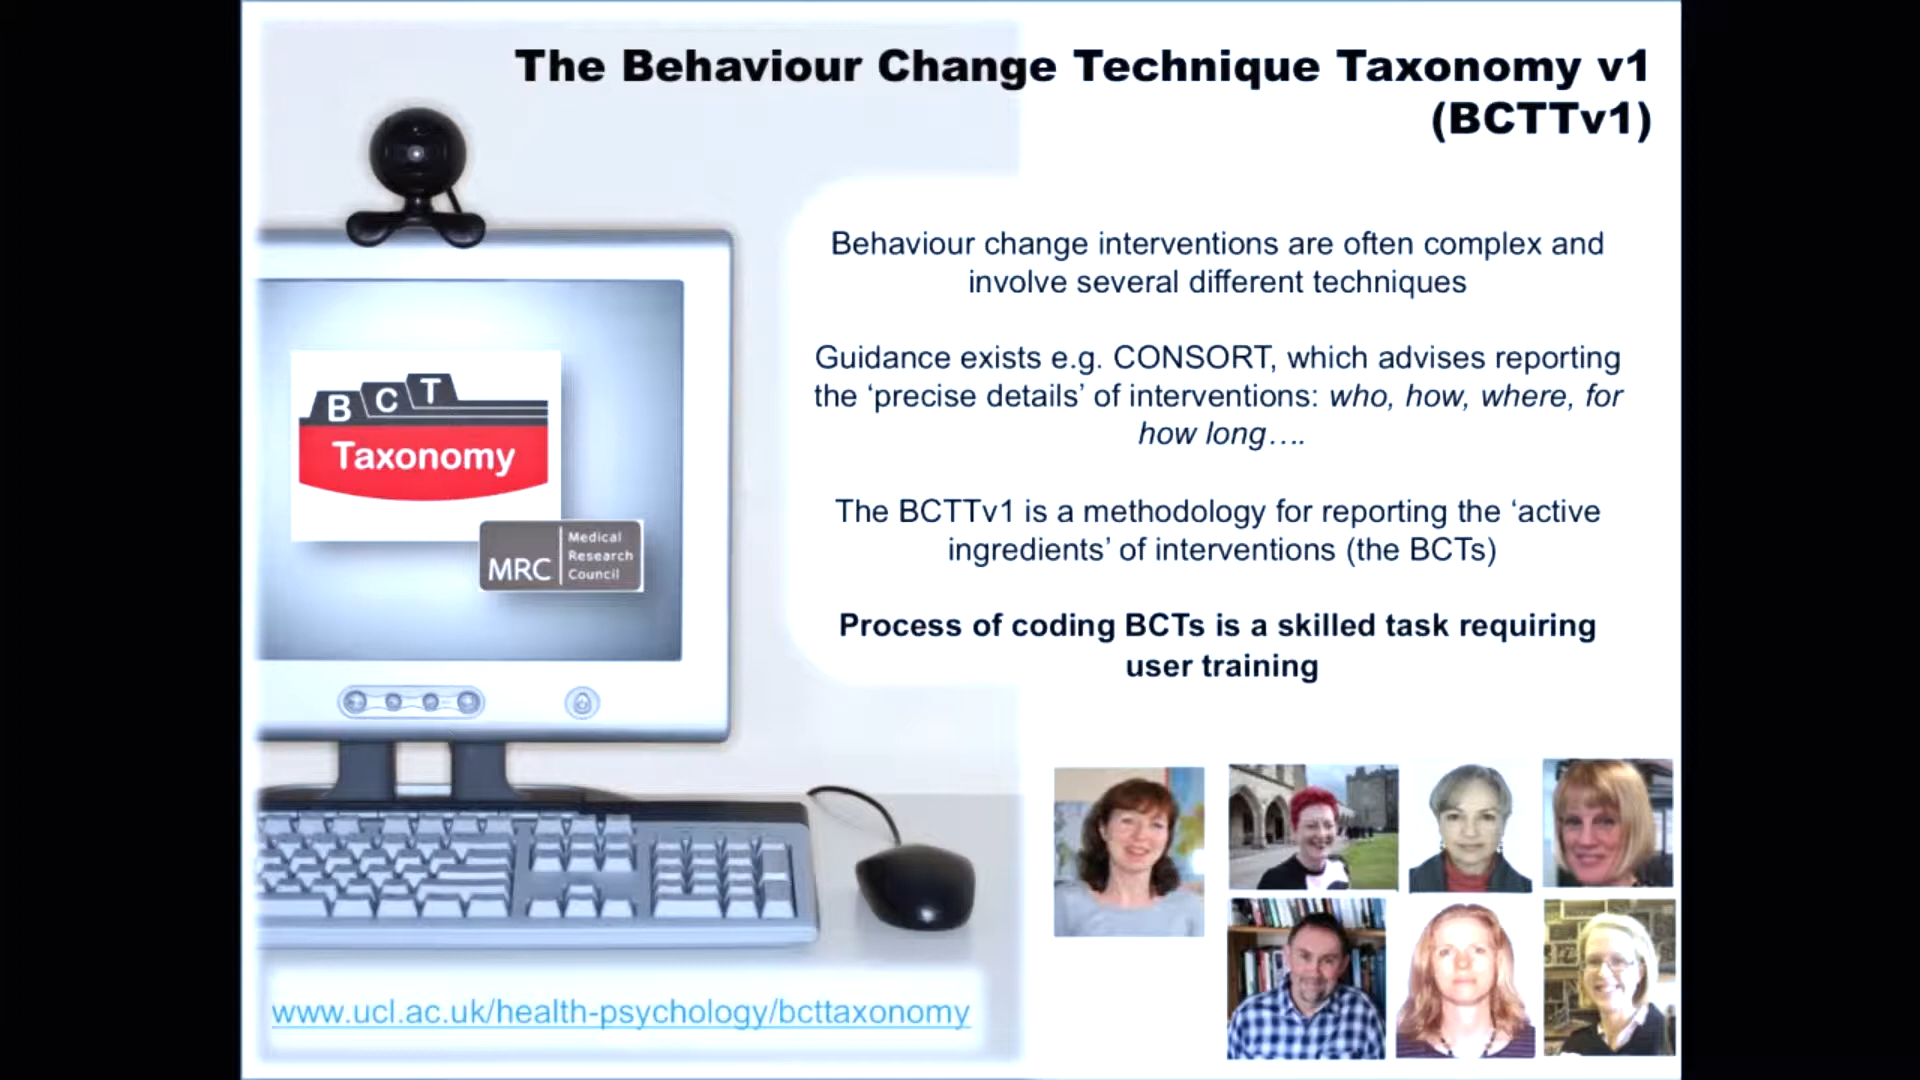 The Behaviour Change Technique Taxonomy v1
(BCTTv1)
Behaviour change interventions are often complex and
involve several different techniques
Guidance exists e.g. CONSORT, which advises reporting
the ‘precise details’ of interventions: who, how, where, for
how long….
The BCTTv1 is a methodology for reporting the ‘active
ingredients’ of interventions (the BCTs)
Process of coding BCTs is a skilled task requiring
user training
B C T
Taxonomy
MRC
Medical
Research
Council
www.ucl.ac.uk/health-psychology/bcttaxonomy